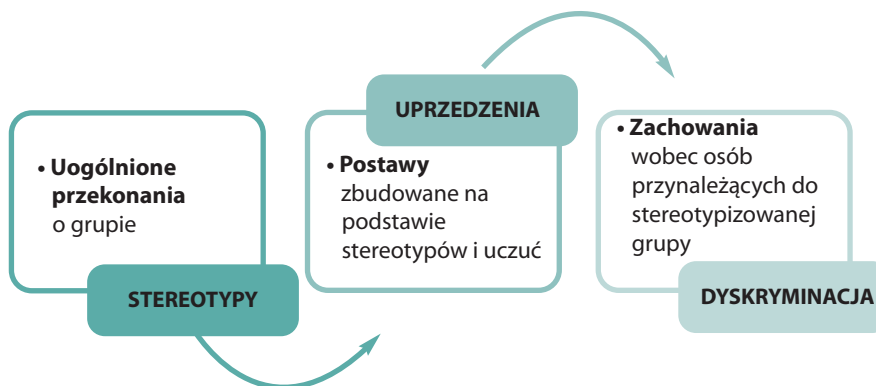 • Uogólnione
przekonania
o grupie
STEREOTYPY
UPRZEDZENIA
• Postawy
zbudowane na
podstawie
stereotypów i uczuć
• Zachowania
wobec osób
przynależących do
stereotypizowanej
grupy
DYSKRYMINACJA